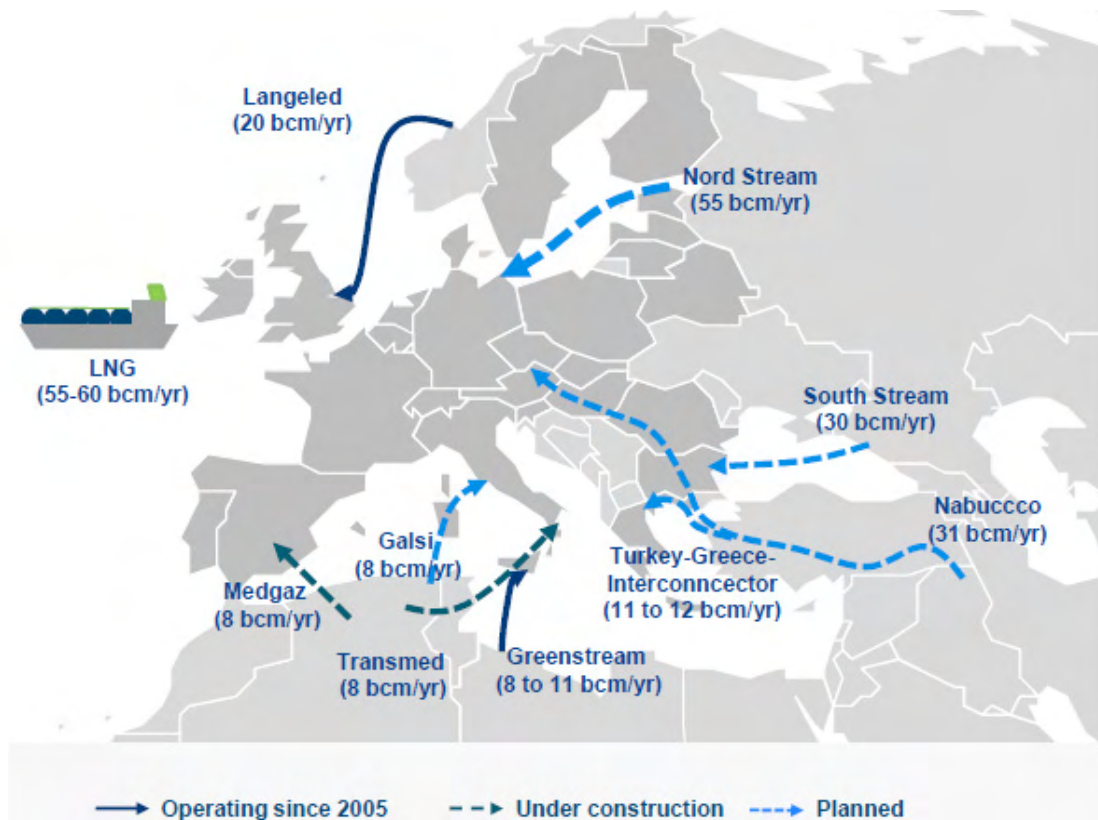 Langeled
(20 bcm/yr)
Nord Stream
(55 bcm/yr)
LNG
(55-60 bcm/yr)
South Stream
(30 bcm/yr)
Nabuccco
(31 bcm/yr)
Galsi
(8 bcm/yr)
Turkey-Greece-
Interconncector
(11 to 12 bcm/yr)
Medgaz
(8 bcm/yr)
Transmed
(8 bcm/yr)
Greenstream
(8 to 11 bcm/yr)
Operating since 2005
Under construction
Planned